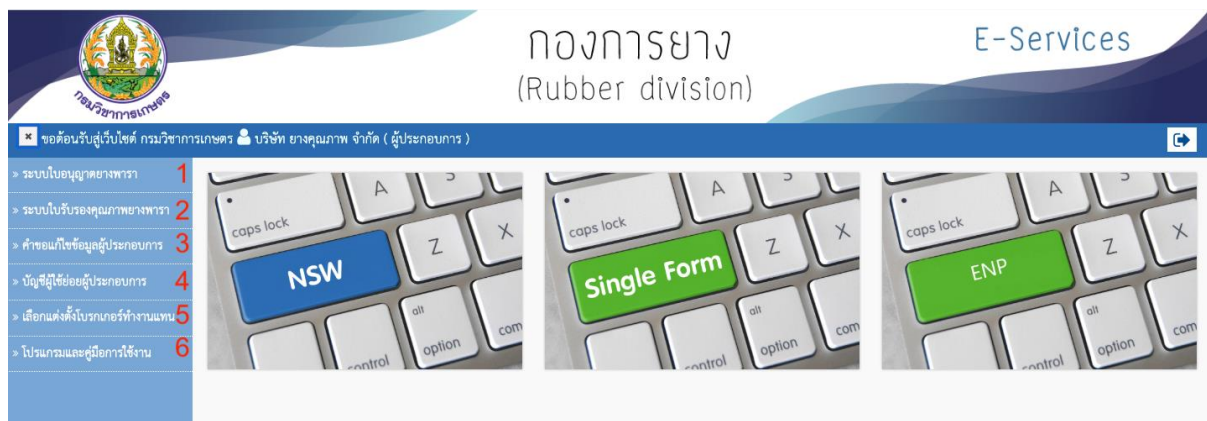 กองการยาง
(Rubber division)
E-Services
กรมวิชาการเกษตร
ขอต้อนรับสู่เว็บไซต์ กรมวิชาการเกษตร บริษัท ยางคุณภาพ จำกัด ( ผู้ประกอบการ )
» ระบบใบอนุญาตยางพารา 1
» ระบบใบรับรองคุณภาพยางพารา 2
» คำขอแก้ไขข้อมูลผู้ประกอบการ 3
» บัญชีผู้ใช้ย่อยผู้ประกอบการ 4
» เลือกแต่งตั้งโบรกเกอร์ทำงานแทน 5
» โปรแกรมและคู่มือการใช้งาน 6
A S
caps lock
Z X
NSW
alt
control option com
A S
caps lock
Z X
Single Form
alt
control option com
A S
caps lock
Z X
ENP
alt
control option com